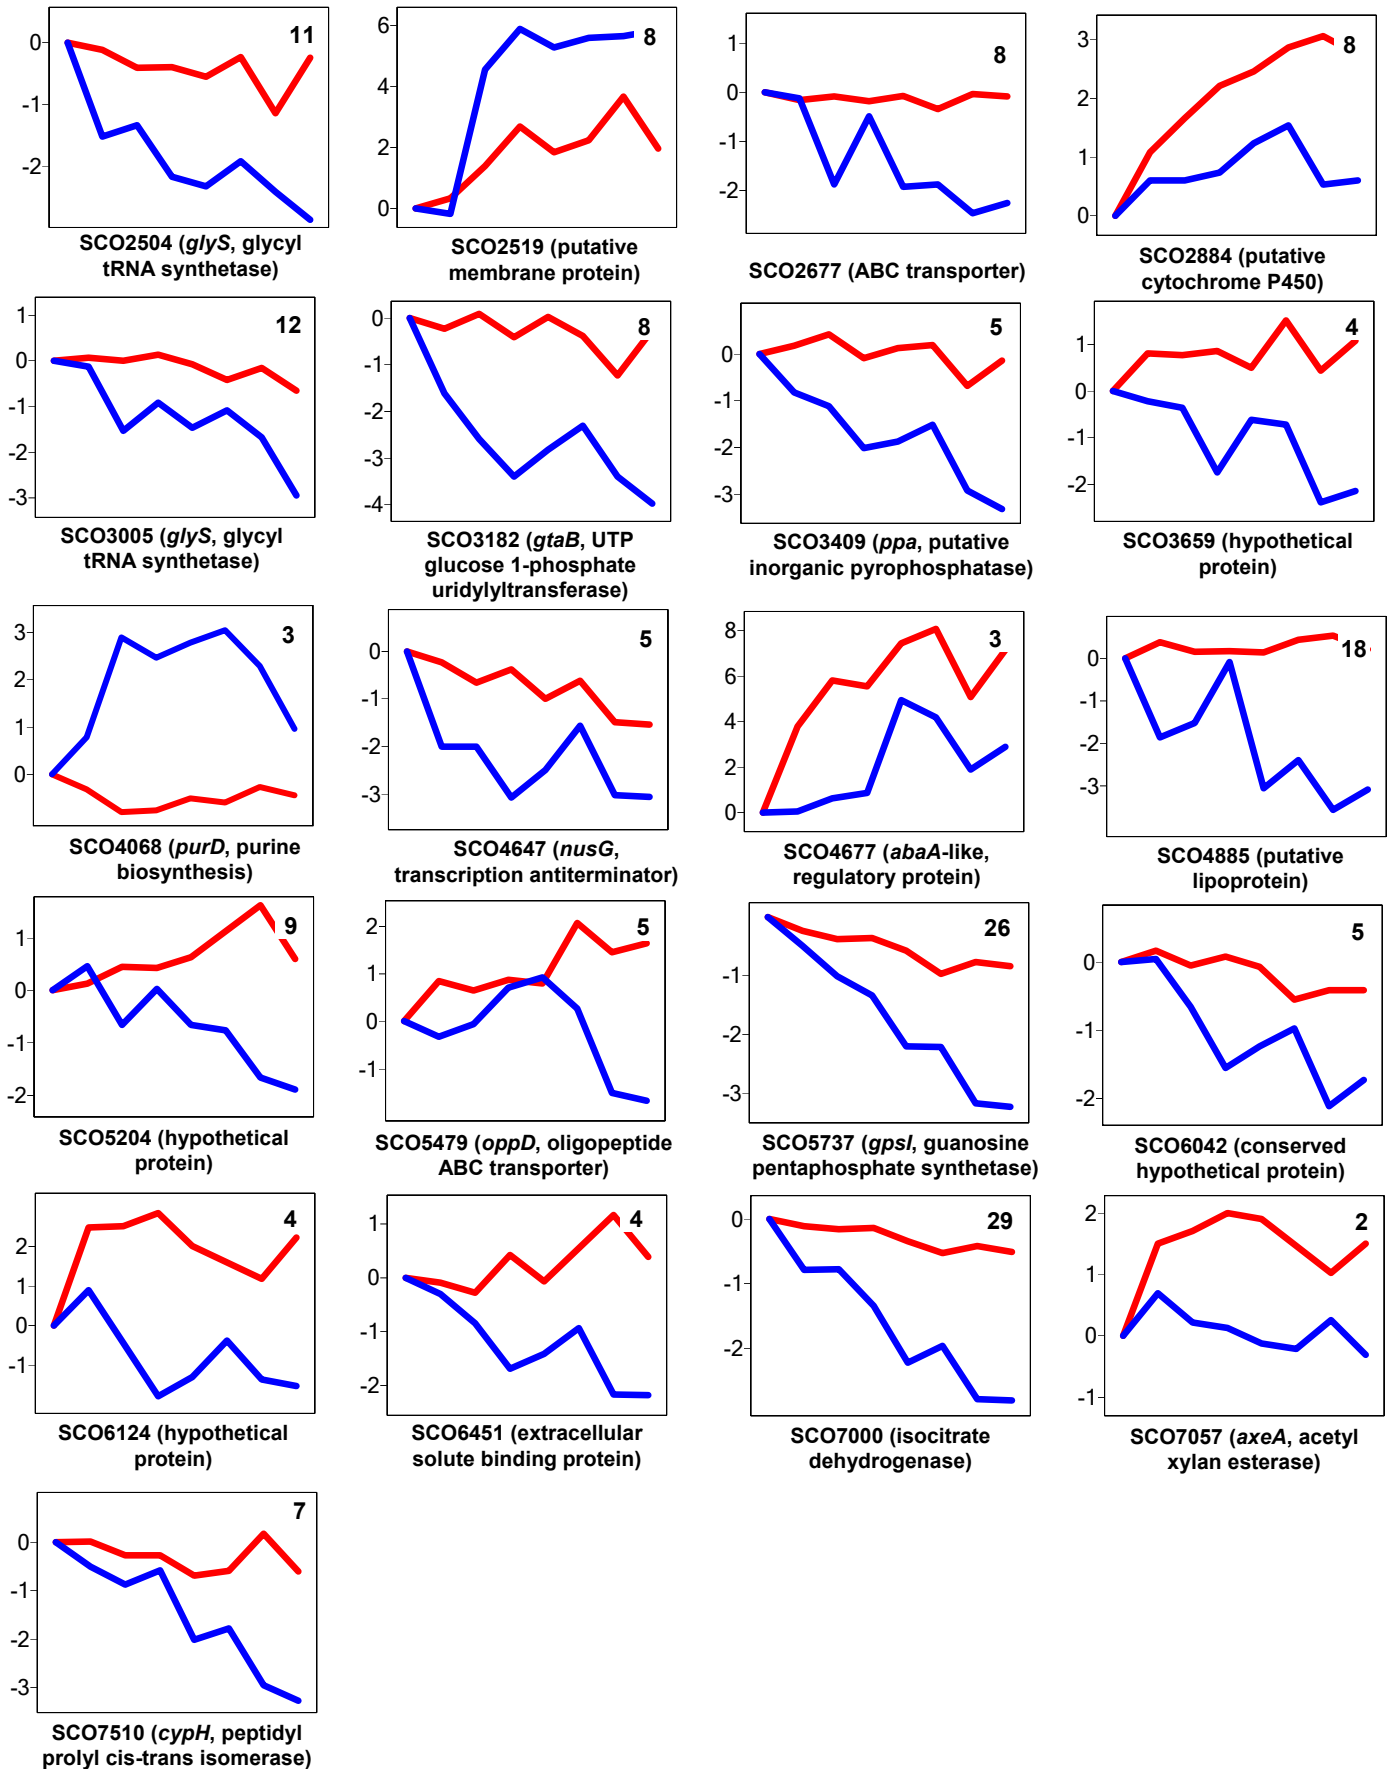 0
-1
-2
11
SCO2504 (glyS, glycyl
tRNA synthetase)
6
4
2
0
8
SCO2519 (putative
membrane protein)
1
0
-1
-2
8
SCO2677 (ABC transporter)
3
2
1
0
8
SCO2884 (putative
cytochrome P450)
1
0
-1
-2
-3
12
SCO3005 (glyS, glycyl
tRNA synthetase)
0
-1
-2
-3
-4
8
SCO3182 (gtaB, UTP
glucose 1-phosphate
uridylyltransferase)
0
-1
-2
-3
5
SCO3409 (ppa, putative
inorganic pyrophosphatase)
1
0
-1
-2
4
SCO3659 (hypothetical
protein)
3
2
1
0
3
SCO4068 (purD, purine
biosynthesis)
0
-1
-2
-3
5
SCO4647 (nusG,
transcription antiterminator)
8
6
4
2
0
3
SCO4677 (abaA-like,
regulatory protein)
0
-1
-2
-3
18
SCO4885 (putative
lipoprotein)
1
0
-1
-2
9
SCO5204 (hypothetical
protein)
2
1
0
-1
5
SCO5479 (oppD, oligopeptide
ABC transporter)
0
-1
-2
-3
26
SCO5737 (gpsI, guanosine
pentaphosphate synthetase)
0
-1
-2
5
SCO6042 (conserved
hypothetical protein)
2
1
0
-1
4
SCO6124 (hypothetical
protein)
1
0
-1
-2
4
SCO6451 (extracellular
solute binding protein)
0
-1
-2
29
SCO7000 (isocitrate
dehydrogenase)
2
1
0
-1
2
SCO7057 (axeA, acetyl
xylan esterase)
0
-1
-2
-3
7
SCO7510 (cypH, peptidyl
prolyl cis-trans isomerase)